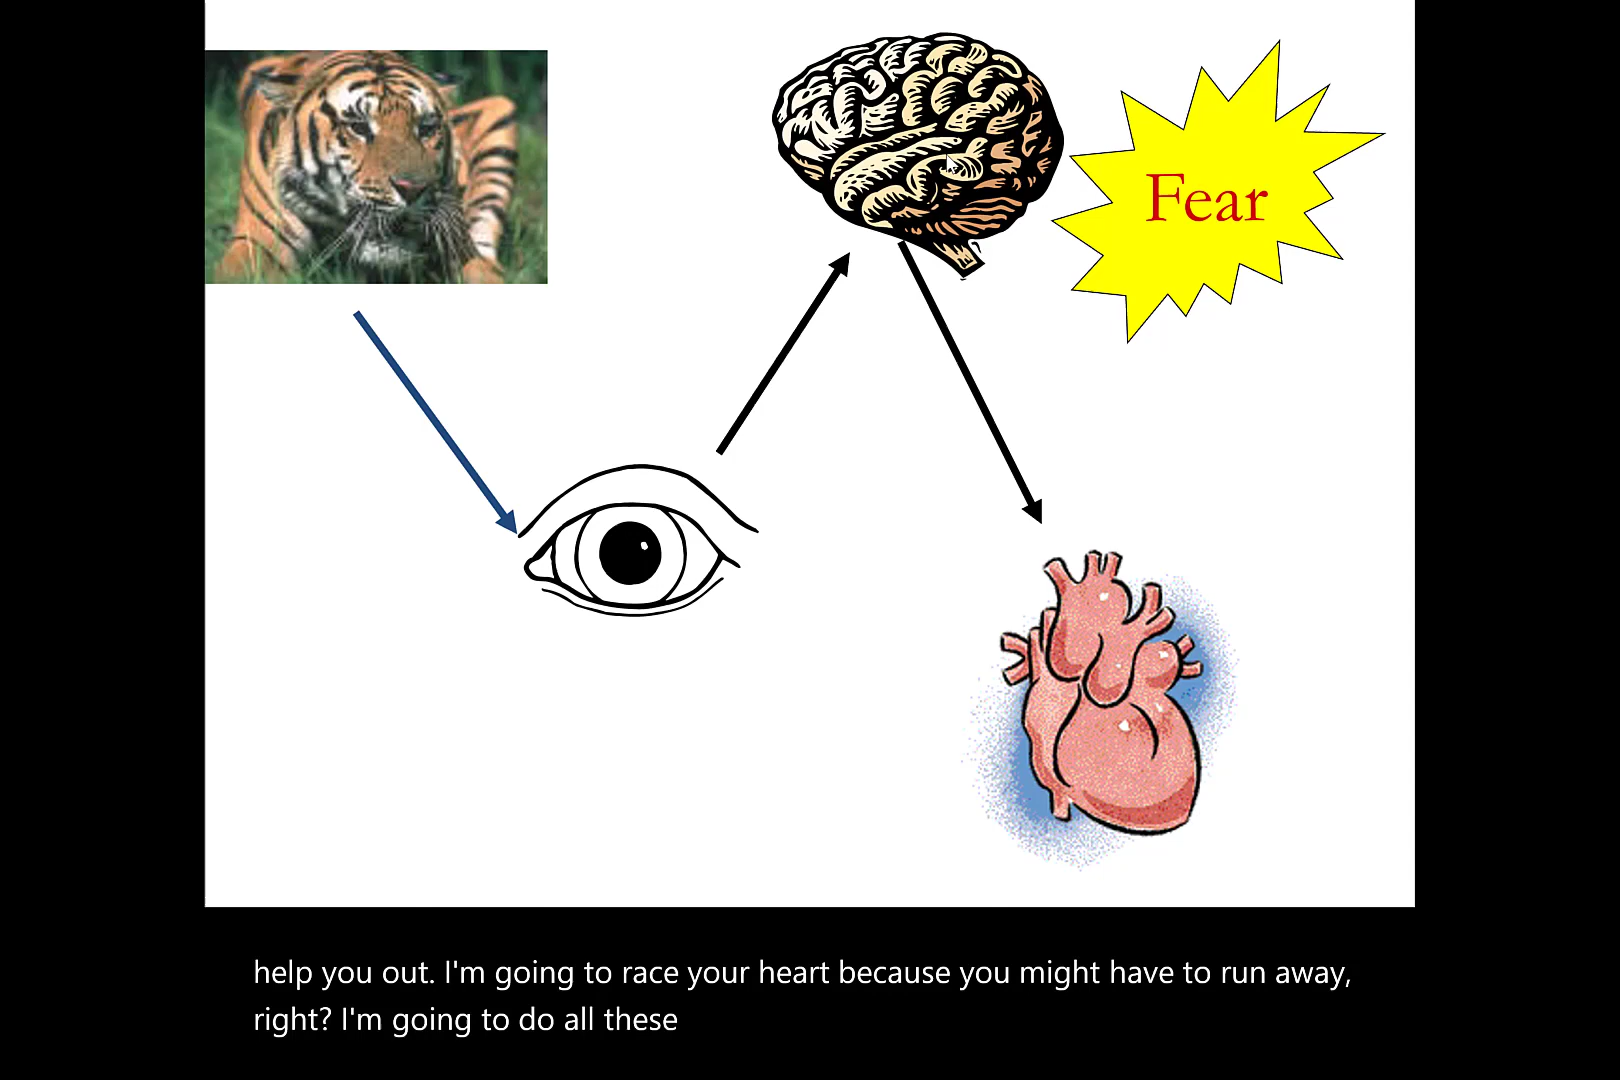 Fear
help you out. I'm going to race your heart because you might have to run away,
right? I'm going to do all these